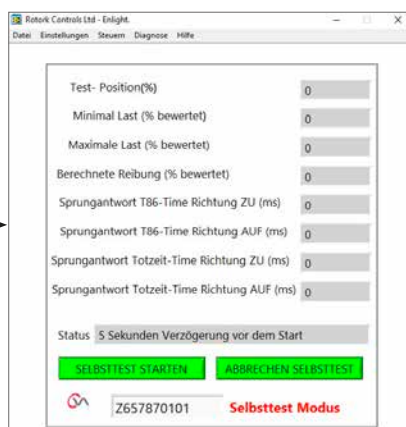 Rotork Controls Ltd - Enlight.
Datei Einstellungen Steuern Diagnose Hilfe
Test- Position(%) 0
Minimal Last (% bewertet) 0
Maximale Last (% bewertet) 0
Berechnete Reibung (% bewertet) 0
Sprungantwort T86-Time Richtung ZU (ms) 0
Sprungantwort T86-Time Richtung AUF (ms) 0
Sprungantwort Totzeit-Time Richtung ZU (ms) 0
Sprungantwort Totzeit-Time Richtung AUF (ms) 0
Status 5 Sekunden Verzögerung vor dem Start
SELBSTTEST STARTEN ABBRECHEN SELBSTTEST
Z657870101 Selbsttest Modus